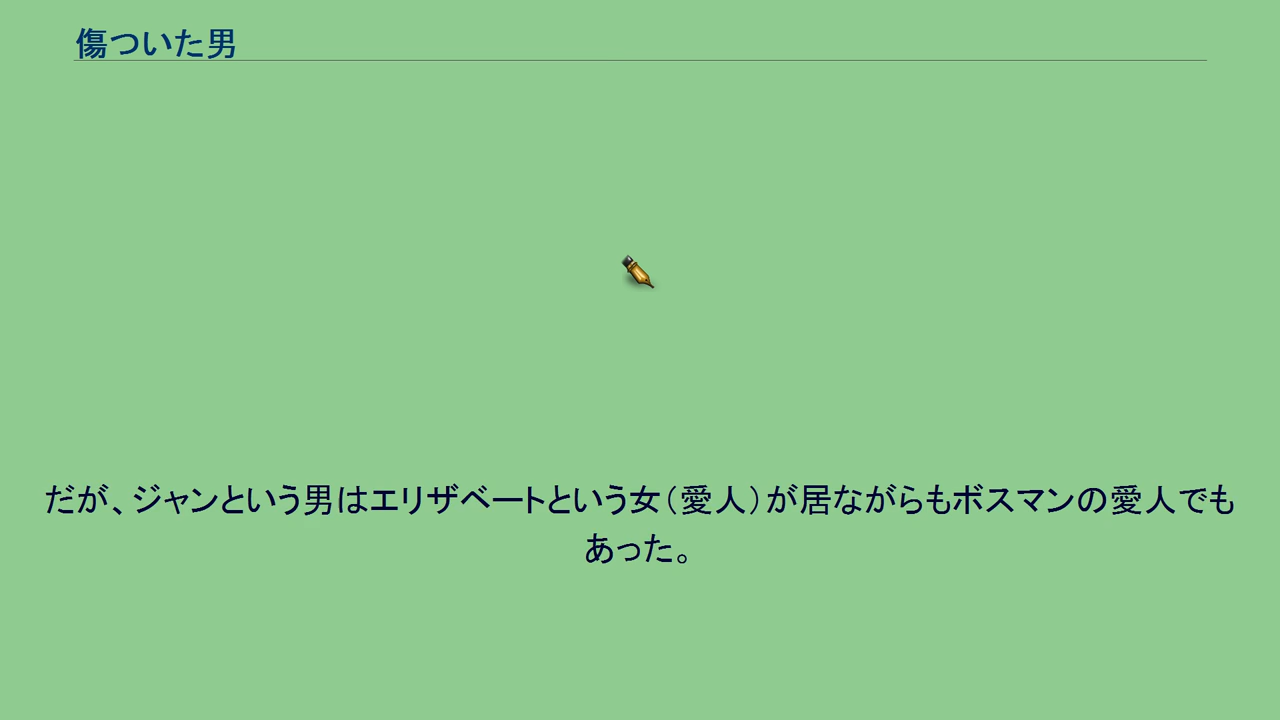 傷ついた男
だが、ジャンという男はエリザベートという女（愛人）が居ながらもボスマンの愛人でも
あった。